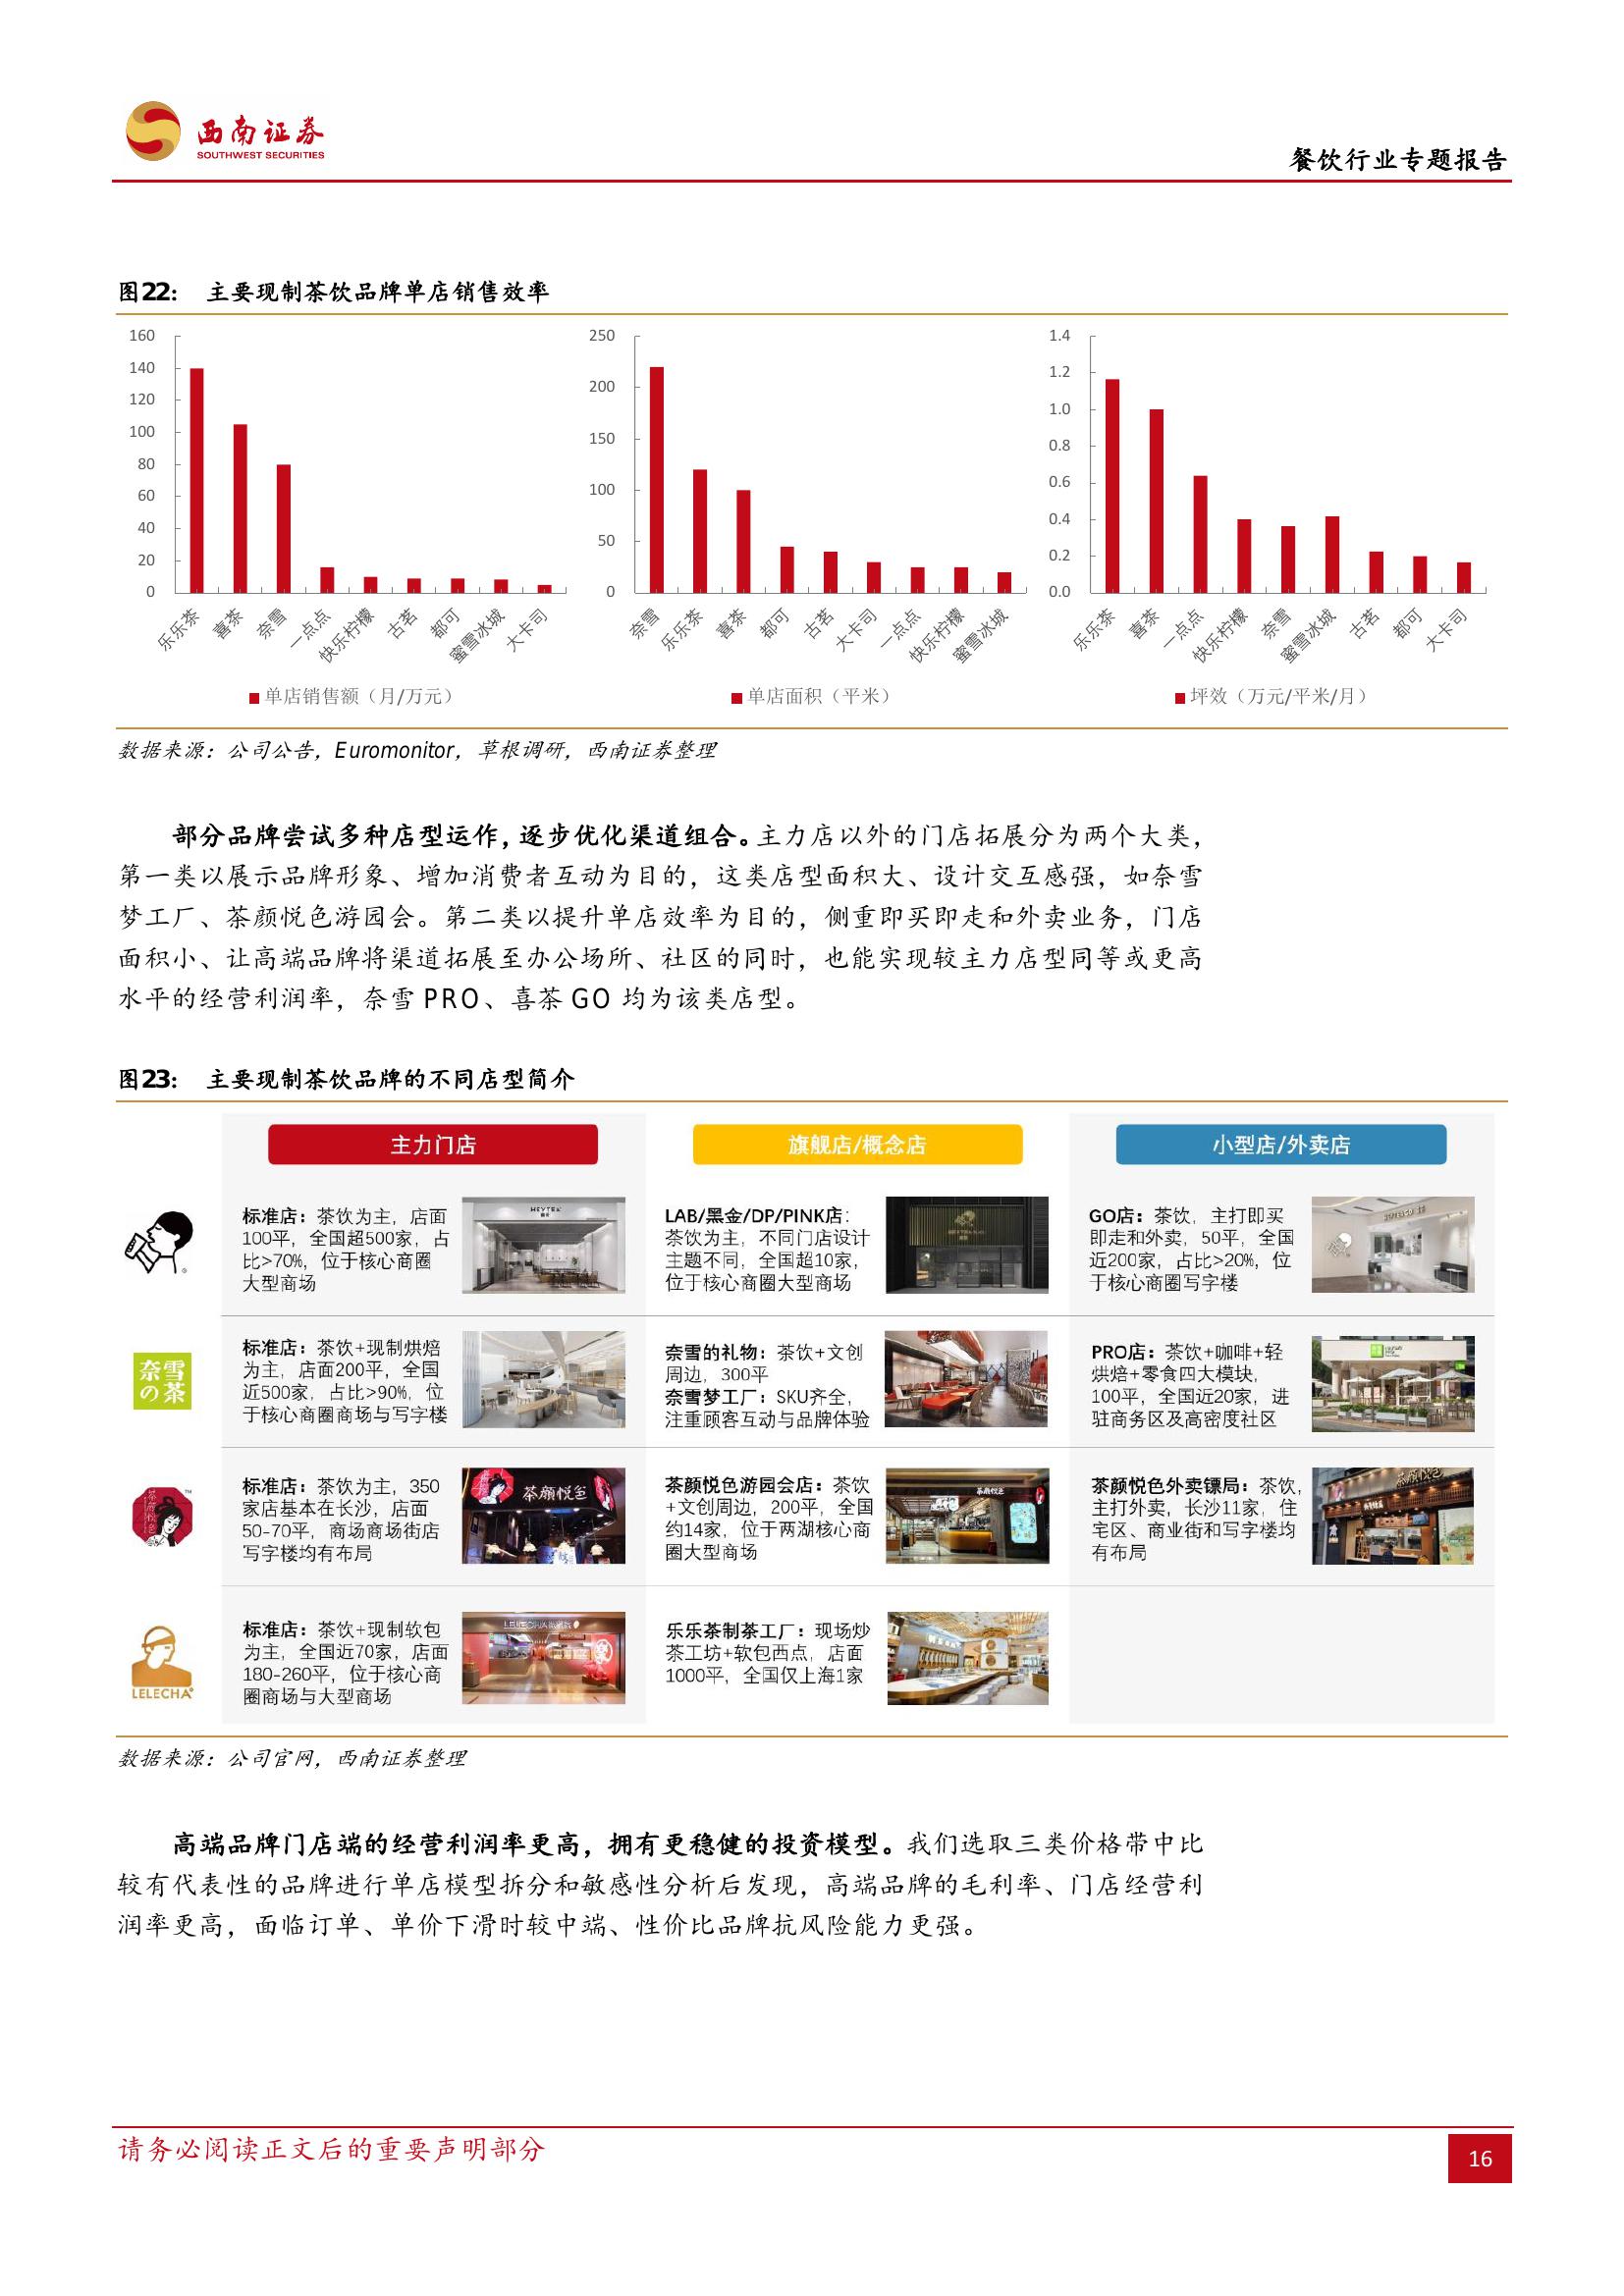 西南证券
SOUTHWEST SECURITIES
餐饮行业专题报告
图22： 主要现制茶饮品牌单店销售效率
160
140
120
100
80
60
40
20
0
乐乐茶
喜茶
奈雪
一点点
快乐柠檬
古茗
都可
蜜雪冰城
大卡司
单店销售额（月/万元）
250
200
150
100
50
0
奈雪
乐乐茶
喜茶
都可
古茗
大卡司
一点点
快乐柠檬
蜜雪冰城
单店面积（平米）
1.4
1.2
1.0
0.8
0.6
0.4
0.2
0.0
乐乐茶
喜茶
一点点
快乐柠檬
奈雪
蜜雪冰城
古茗
都可
大卡司
坪效（万元/平米/月）
数据来源：公司公告，Euromonitor，草根调研，西南证券整理
部分品牌尝试多种店型运作，逐步优化渠道组合。主力店以外的门店拓展分为两个大类，
第一类以展示品牌形象、增加消费者互动为目的，这类店型面积大、设计交互感强，如奈雪
梦工厂、茶颜悦色游园会。第二类以提升单店效率为目的，侧重即买即走和外卖业务，门店
面积小、让高端品牌将渠道拓展至办公场所、社区的同时，也能实现较主力店型同等或更高
水平的经营利润率，奈雪 PRO、喜茶 GO 均为该类店型。
图23： 主要现制茶饮品牌的不同店型简介
主力门店
旗舰店/概念店
小型店/外卖店
标准店：茶饮为主，店面
100平，全国超500家，占
比>70%，位于核心商圈
大型商场
HEYTEA
LAB/黑金/DP/PINK店：
茶饮为主，不同门店设计
主题不同，全国超10家，
位于核心商圈大型商场
GO店：茶饮，主打即买
即走和外卖，50平，全国
近200家，占比>20%，位
于核心商圈写字楼
奈雪
の茶
标准店：茶饮+现制烘焙
为主，店面200平，全国
近500家，占比>90%，位
于核心商圈商场与写字楼
奈雪的礼物：茶饮+文创
周边，300平
奈雪梦工厂：SKU齐全，
注重顾客互动与品牌体验
PRO店：茶饮+咖啡+轻
烘焙+零食四大模块，
100平，全国近20家，进
驻商务区及高密度社区
茶颜悦色
标准店：茶饮为主，350
家店基本在长沙，店面
50-70平，商场商场街店
写字楼均有布局
茶颜悦色
茶颜悦色游园会店：茶饮
+文创周边，200平，全国
约14家，位于两湖核心商
圈大型商场
茶颜悦色
茶颜悦色外卖镖局：茶饮，
主打外卖，长沙11家，住
宅区、商业街和写字楼均
有布局
茶颜悦色
LELECHA
标准店：茶饮+现制软包
为主，全国近70家，店面
180-260平，位于核心商
圈商场与大型商场
LELECHA
乐乐茶制茶工厂：现场炒
茶工坊+软包西点，店面
1000平，全国仅上海1家
数据来源：公司官网，西南证券整理
高端品牌门店端的经营利润率更高，拥有更稳健的投资模型。我们选取三类价格带中比
较有代表性的品牌进行单店模型拆分和敏感性分析后发现，高端品牌的毛利率、门店经营利
润率更高，面临订单、单价下滑时较中端、性价比品牌抗风险能力更强。
请务必阅读正文后的重要声明部分
16